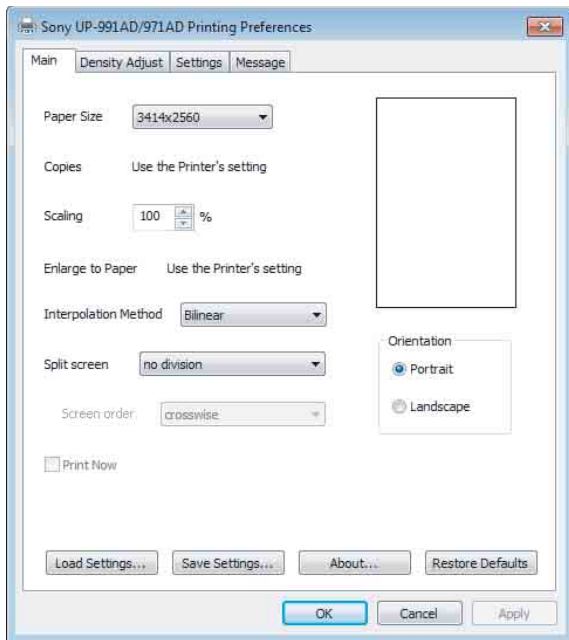 Sony UP-991AD/971AD Printing Preferences
Main Density Adjust Settings Message
Paper Size 3414x2560
Copies Use the Printer's setting
Scaling 100 %
Enlarge to Paper Use the Printer's setting
Interpolation Method Bilinear
Orientation
Split screen no division
Portrait
Screen order: crosswise
Landscape
Print Now
Load Settings... Save Settings... About... Restore Defaults
OK Cancel Apply